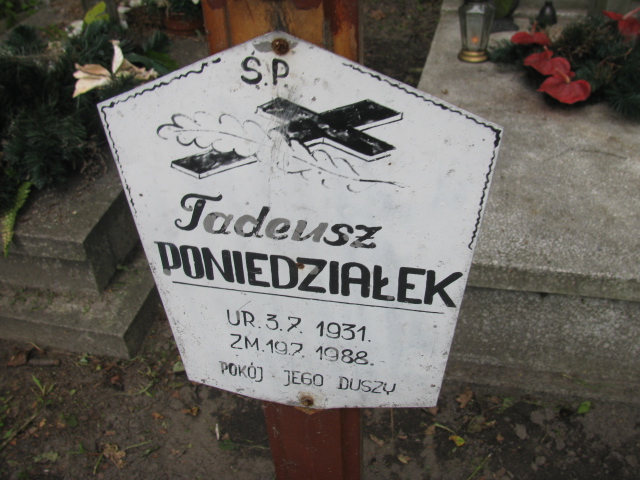 Ś.P.
Tadeusz
PONIEDZIAŁEK
UR. 3.7. 1931.
ZM. 19.7. 1988.
POKÓJ JEGO DUSZY